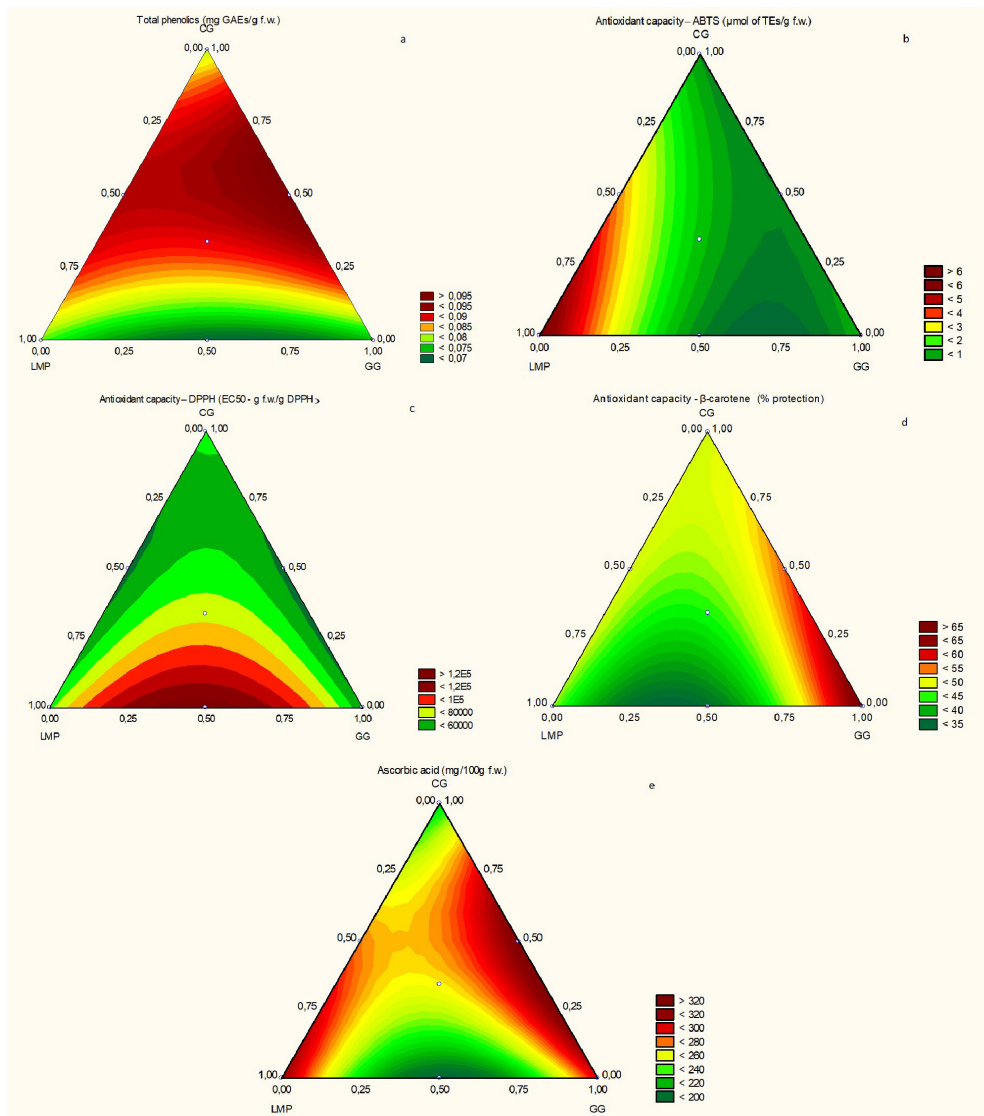 Total phenolics (mg GAEs/g f.w.)
CG
a
0,00 1,00
0,25 0,75
0,50 0,50
0,75 0,25
1,00 0,00
0,00 0,25 0,50 0,75 1,00
LMP GG
> 0,095
< 0,095
< 0,09
< 0,085
< 0,08
< 0,075
< 0,07
Antioxidant capacity – ABTS (µmol of TEs/g f.w.)
CG
b
0,00 1,00
0,25 0,75
0,50 0,50
0,75 0,25
1,00 0,00
0,00 0,25 0,50 0,75 1,00
LMP GG
> 6
< 6
< 5
< 4
< 3
< 2
< 1
Antioxidant capacity – DPPH (EC50 - g f.w./g DPPH >
CG
c
0,00 1,00
0,25 0,75
0,50 0,50
0,75 0,25
1,00 0,00
0,00 0,25 0,50 0,75 1,00
LMP GG
> 1,2E5
< 1,2E5
< 1E5
< 80000
< 60000
Antioxidant capacity - β-carotene (% protection)
CG
d
0,00 1,00
0,25 0,75
0,50 0,50
0,75 0,25
1,00 0,00
0,00 0,25 0,50 0,75 1,00
LMP GG
> 65
< 65
< 60
< 55
< 50
< 45
< 40
< 35
Ascorbic acid (mg/100g f.w.)
CG
e
0,00 1,00
0,25 0,75
0,50 0,50
0,75 0,25
1,00 0,00
0,00 0,25 0,50 0,75 1,00
LMP GG
> 320
< 320
< 300
< 280
< 260
< 240
< 220
< 200